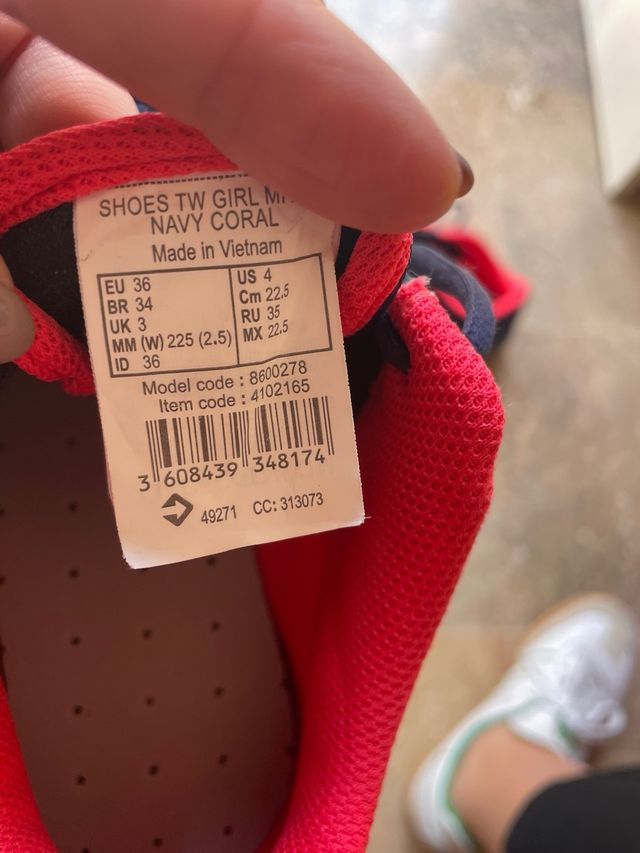 SHOES TW GIRL
NAVY CORAL
Made in Vietnam
EU 36
BR 34
UK 3
MM (W) 225 (2.5)
ID 36
US 4
Cm 22.5
RU 35
MX 22.5
Model code : 8600278
Item code : 4102165
3 608439 348174
49271 CC: 313073